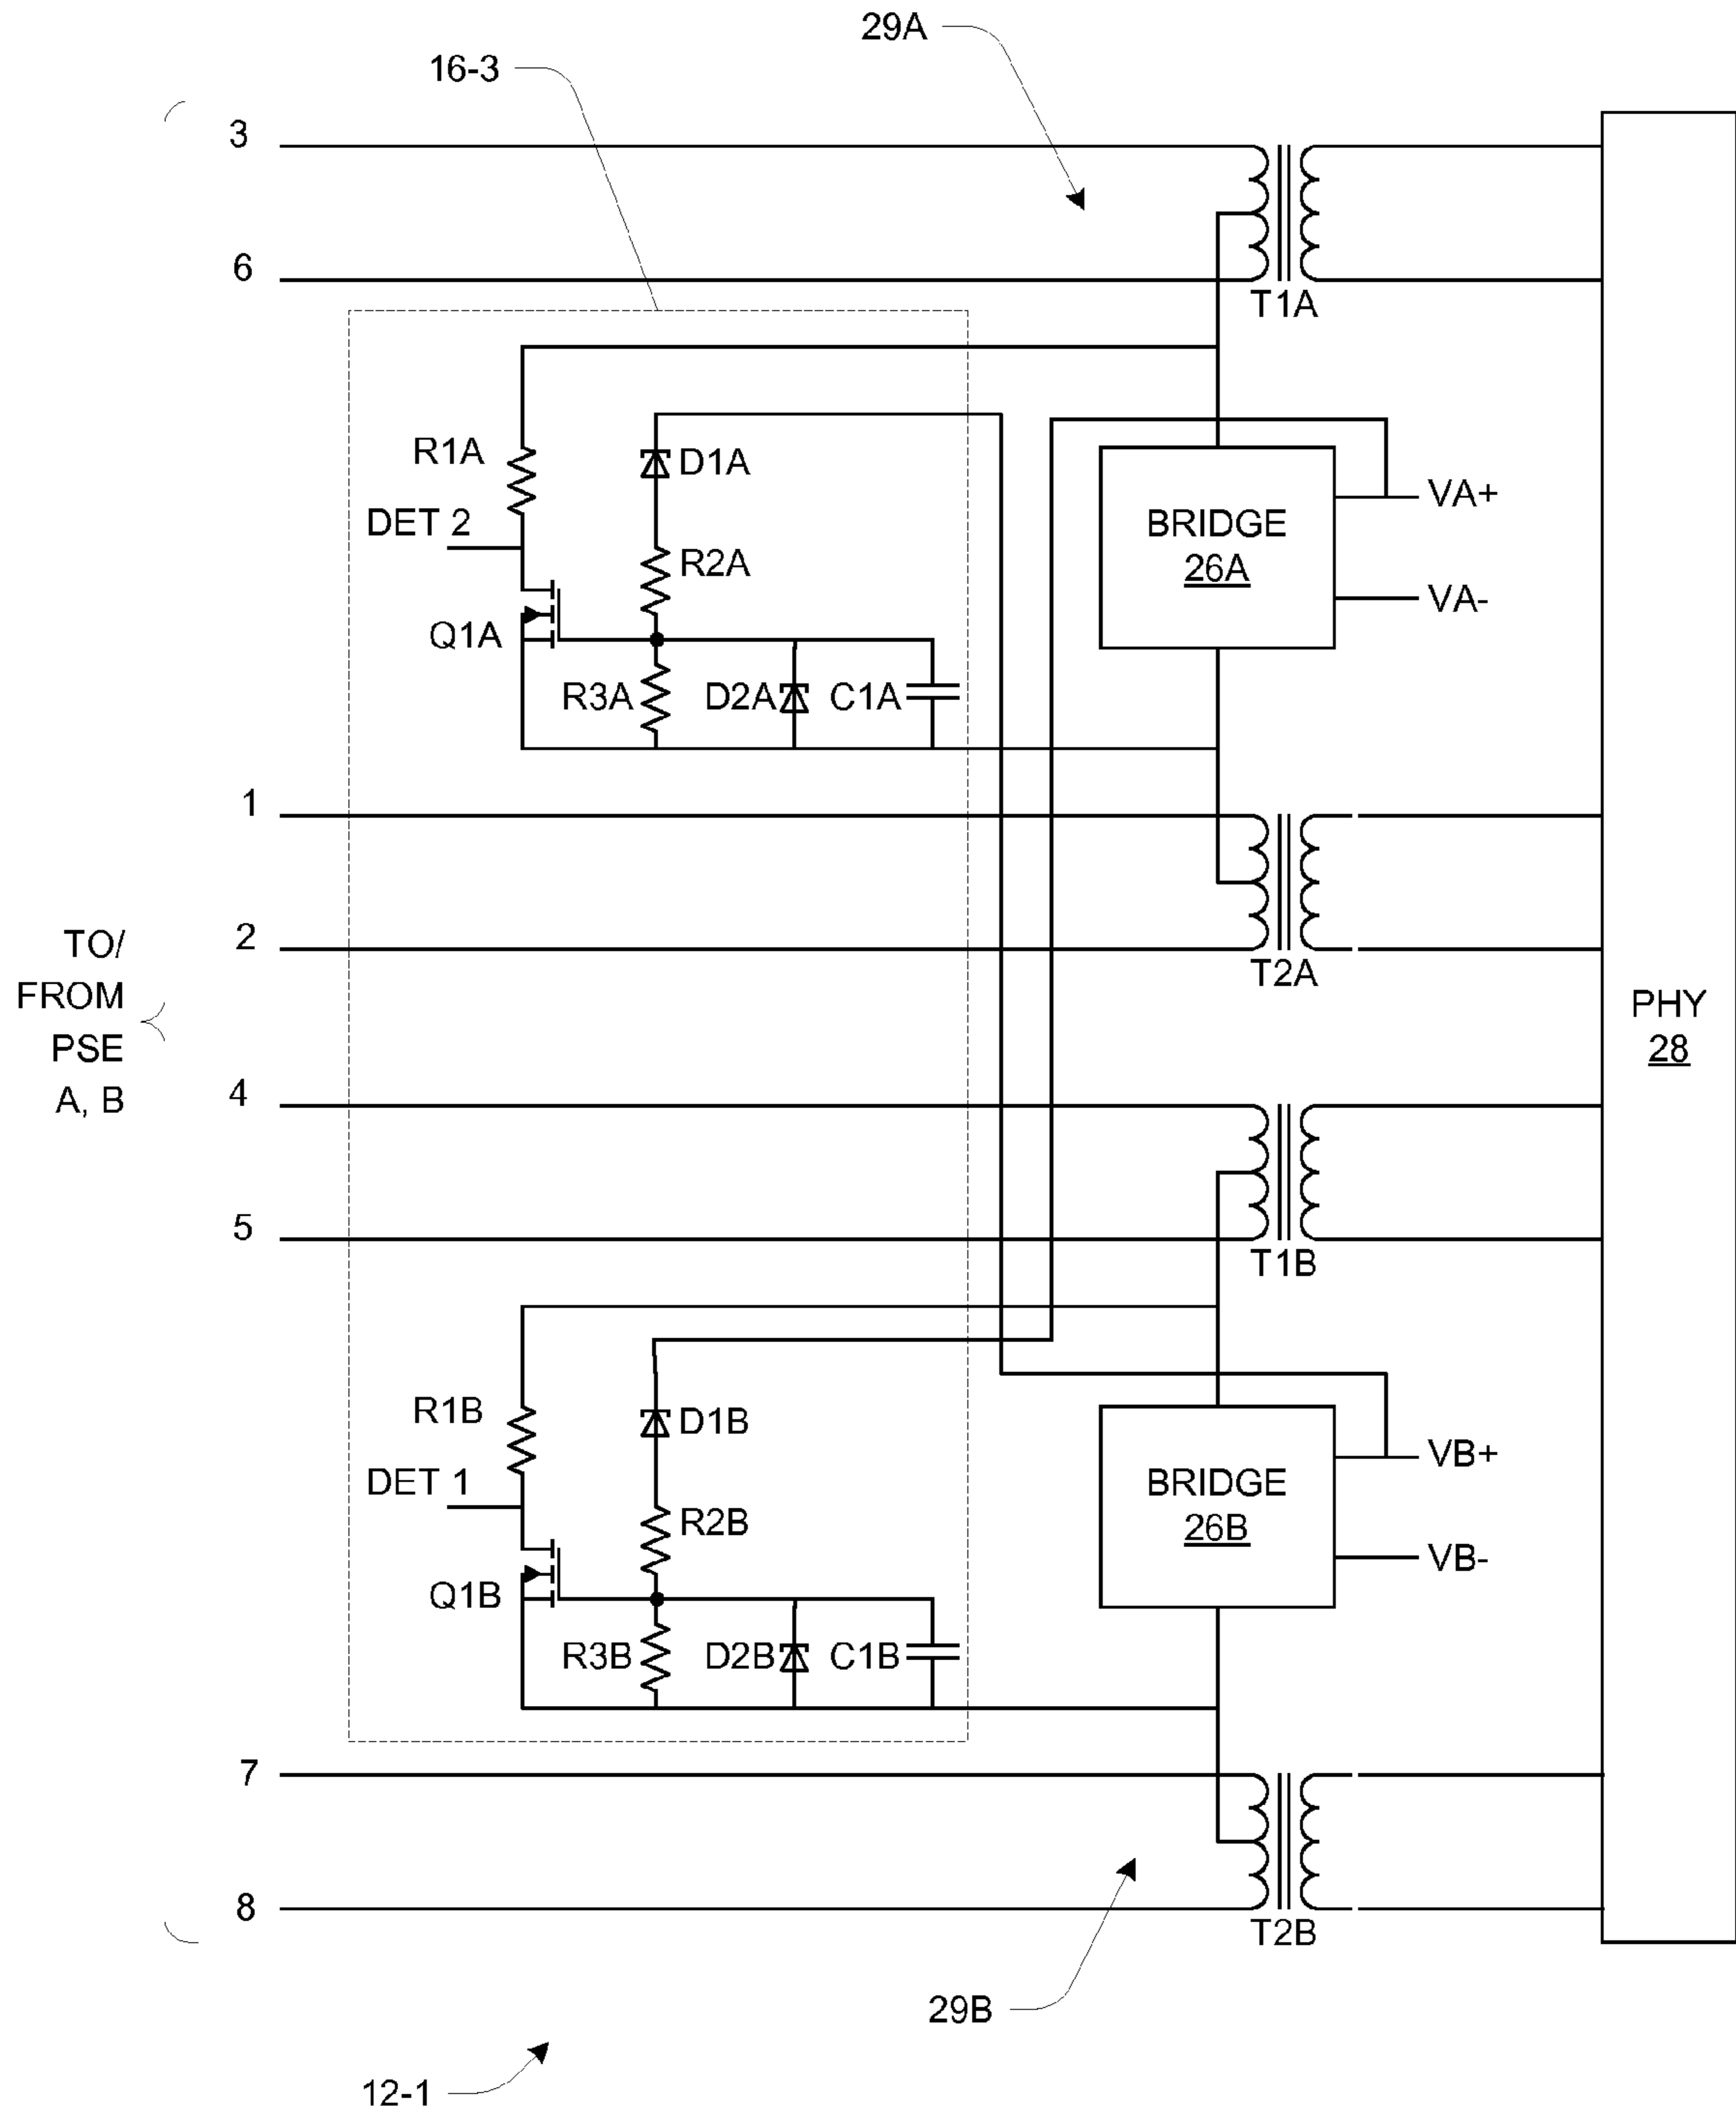 29A
16-3
3
6
T1A
R1A
D1A
DET 2
R2A
Q1A
R3A
D2A
C1A
BRIDGE
26A
VA+
VA-
1
2
T2A
TO/
FROM
PSE
A, B
PHY
28
4
5
T1B
R1B
D1B
DET 1
R2B
Q1B
R3B
D2B
C1B
BRIDGE
26B
VB+
VB-
7
8
T2B
29B
12-1